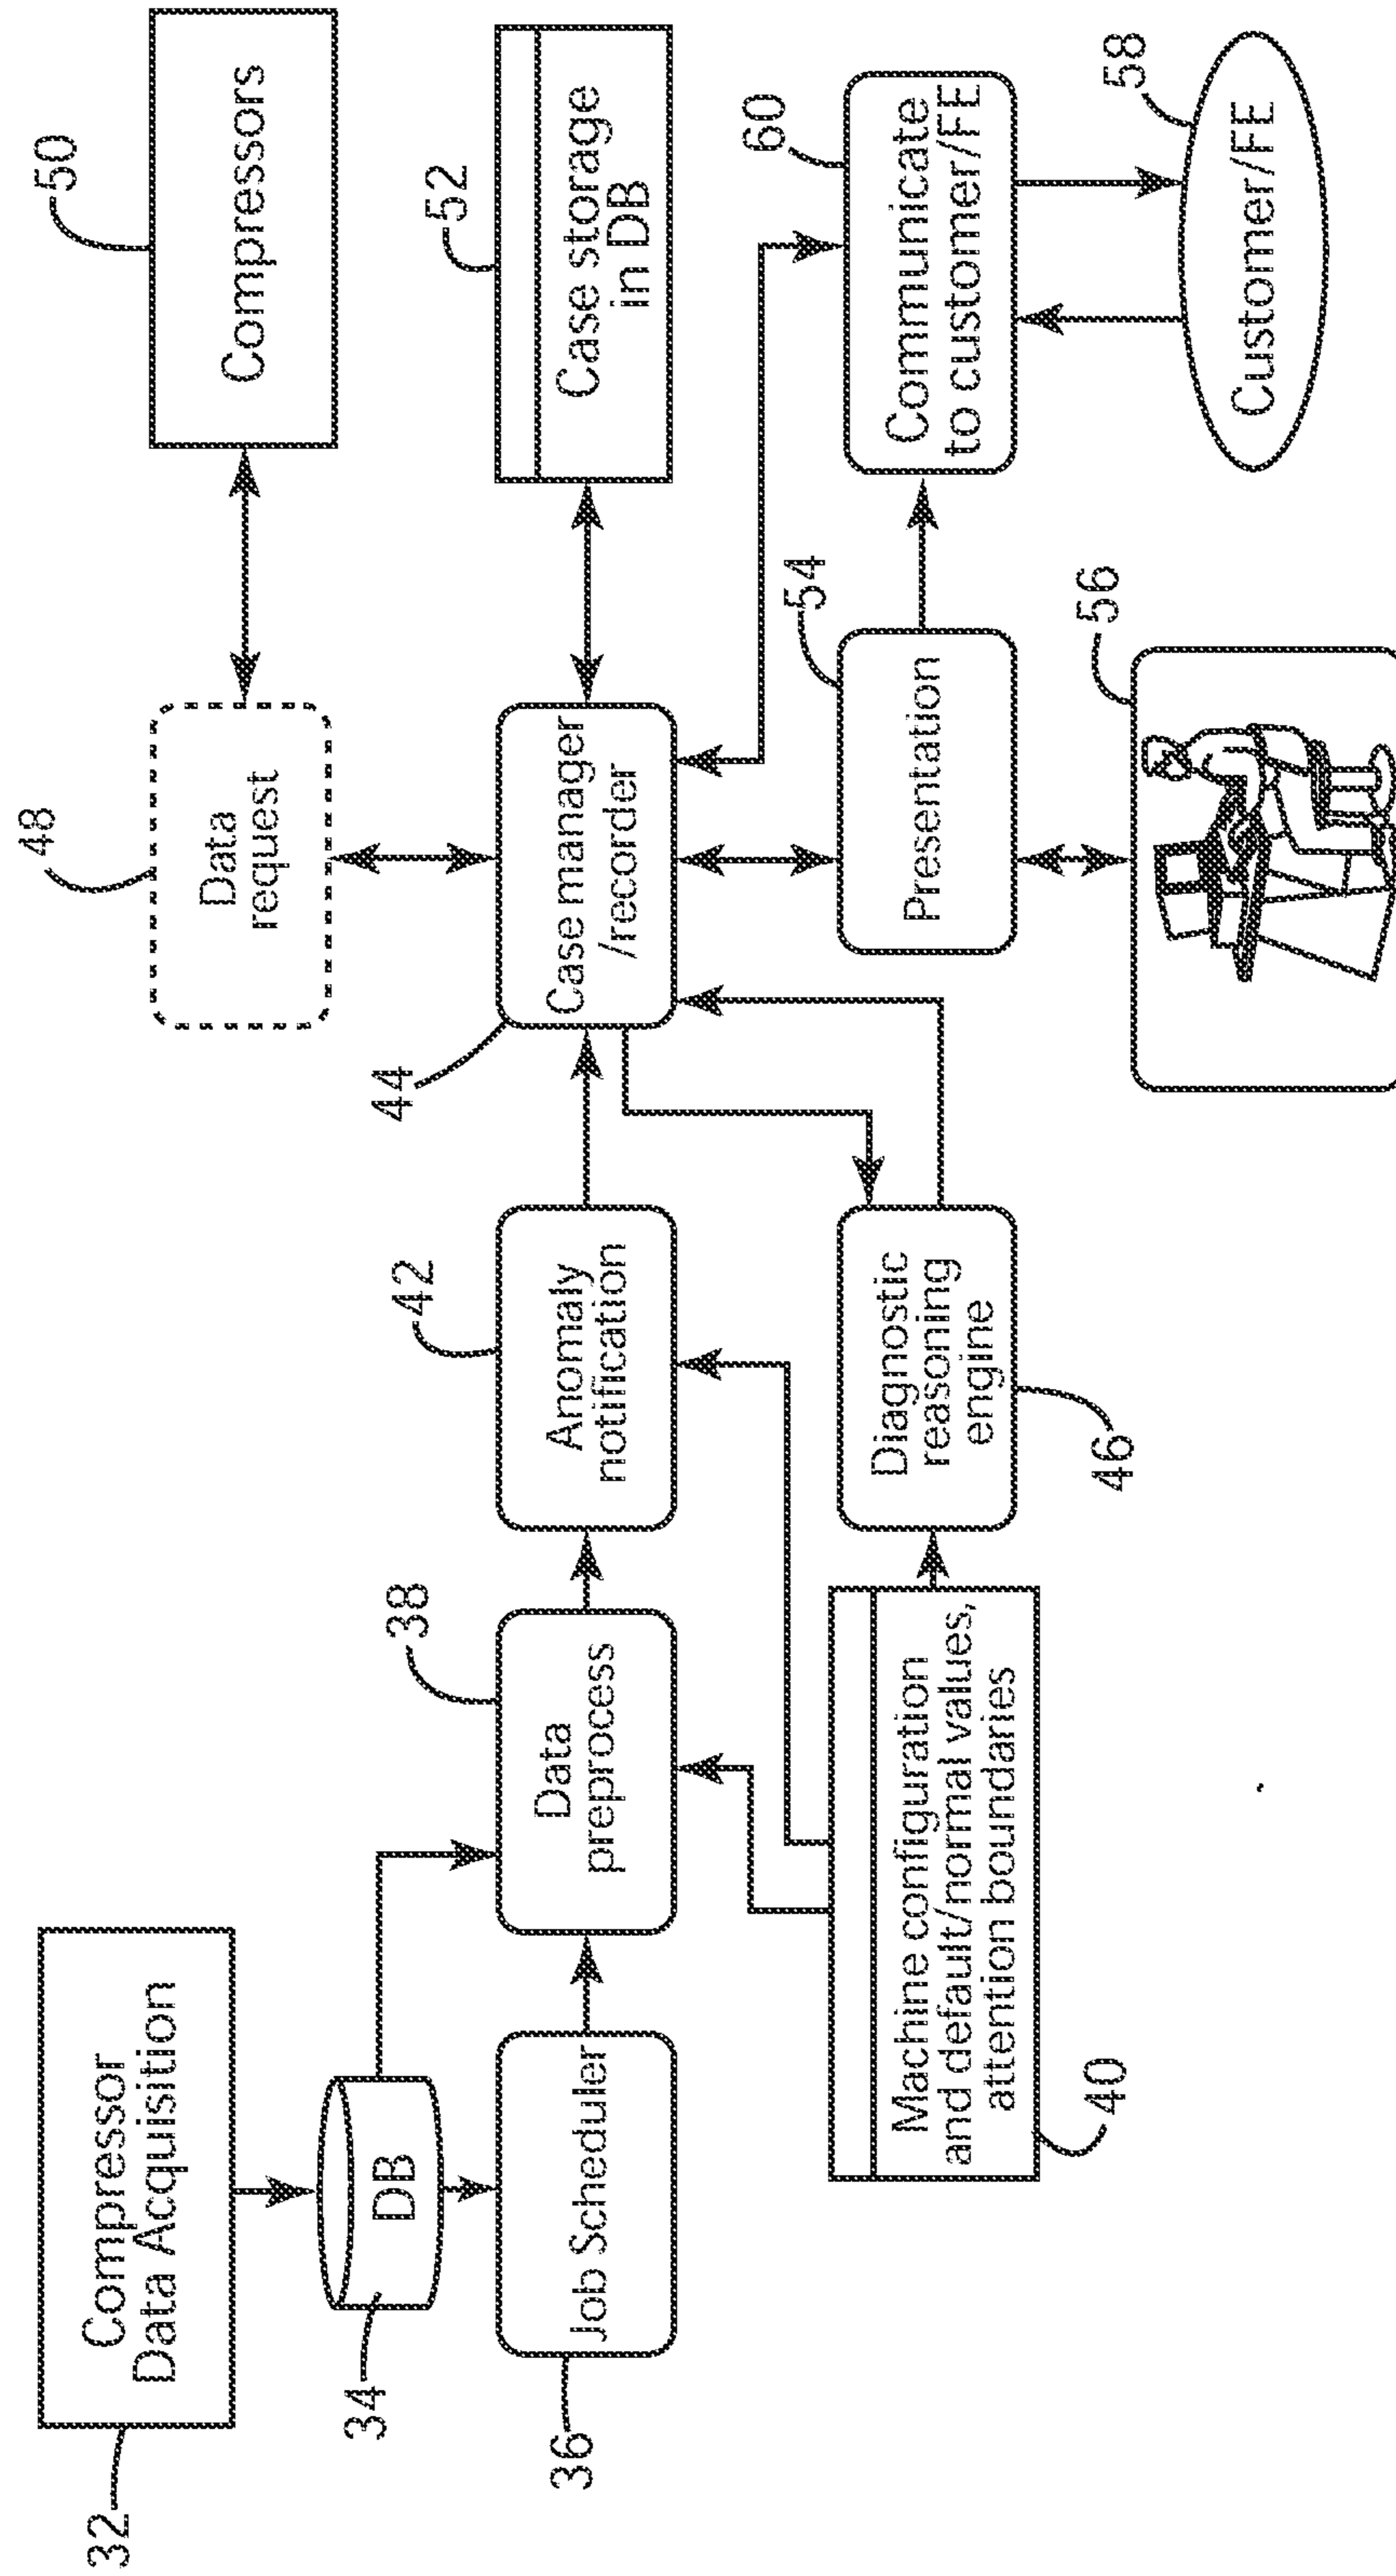 32
Compressor
Data Acquisition
34
DB
36
Job Scheduler
38
Data
preprocess
40
Machine configuration
and default/normal values,
attention boundaries
42
Anomaly
notification
44
Case manager
/recorder
46
Diagnostic
reasoning
engine
48
Data
request
50
Compressors
52
Case storage
in DB
54
Presentation
56
60
Communicate
to customer/FE
58
Customer/FE